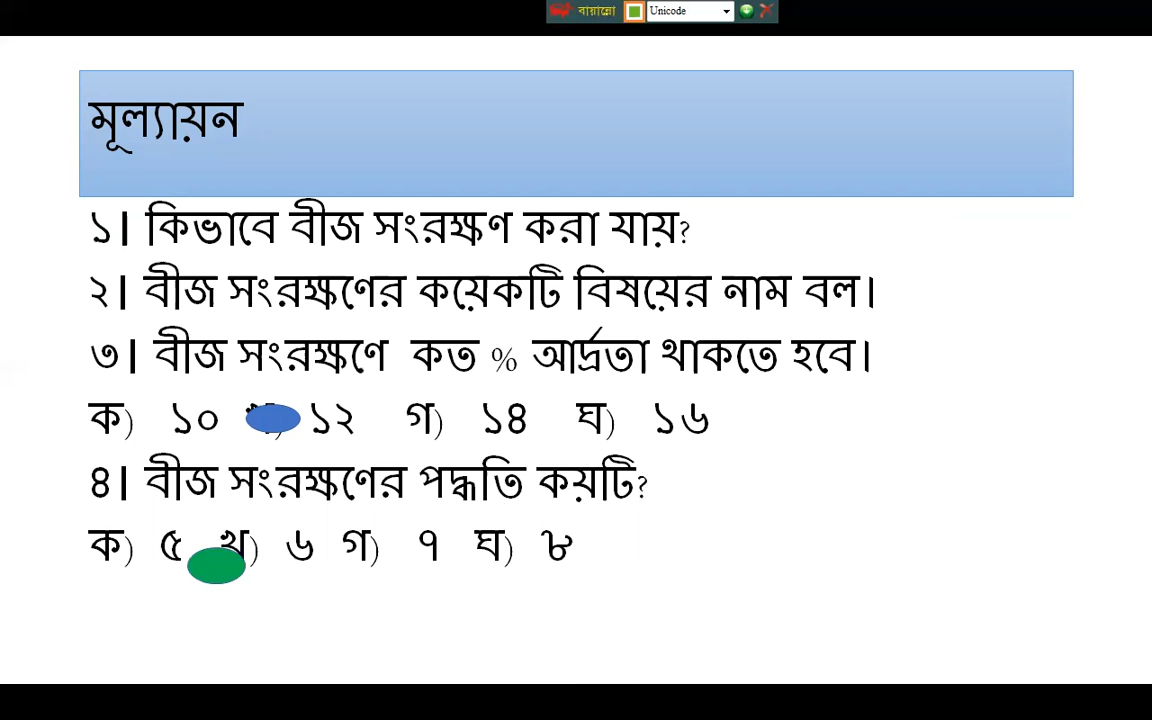 বায়ান্নো Unicode
মূল্যায়ন
১। কিভাবে বীজ সংরক্ষণ করা যায়?
২। বীজ সংরক্ষণের কয়েকটি বিষয়ের নাম বল।
৩। বীজ সংরক্ষণে কত % আর্দ্রতা থাকতে হবে।
ক) ১০ ১২ গ) ১৪ ঘ) ১৬
৪। বীজ সংরক্ষণের পদ্ধতি কয়টি?
ক) ৫ খ) ৬ গ) ৭ ঘ) ৮